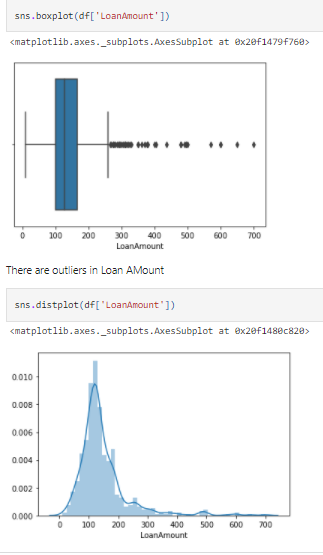 sns.boxplot(df['LoanAmount'])
<matplotlib.axes._subplots.AxesSubplot at 0x20f1479f760>
0 100 200 300 400 500 600 700
LoanAmount
There are outliers in Loan AMount
sns.distplot(df['LoanAmount'])
<matplotlib.axes._subplots.AxesSubplot at 0x20f1480c820>
0.010
0.008
0.006
0.004
0.002
0.000
0 100 200 300 400 500 600 700
LoanAmount